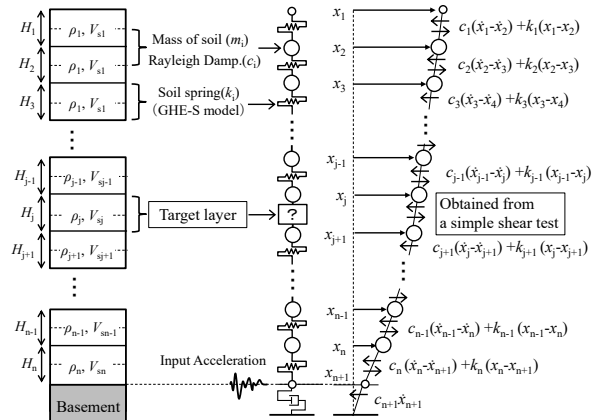 H1
ρ1, Vs1
H2
ρ1, Vs1
H3
ρ1, Vs1
Mass of soil (mi)
Rayleigh Damp.(ci)
Soil spring(ki)
(GHE-S model)
x1
c1(ẋ1-ẋ2)+k1(x1-x2)
x2
c2(ẋ2-ẋ3)+k2(x2-x3)
x3
c3(ẋ3-ẋ4)+k3(x3-x4)
Hj-1
ρj-1, Vsj-1
Hj
ρj, Vsj
Hj+1
ρj+1, Vsj+1
Target layer
?
xj-1
cj-1(ẋj-1-ẋj)+kj-1(xj-1-xj)
xj
Obtained from
a simple shear test
xj+1
cj+1(ẋj-ẋj+1)+kj+1(xj-xj+1)
Hn-1
ρn-1, Vsn-1
Hn
ρn, Vsn
Basement
Input Acceleration
xn-1
cn-1(ẋn-1-ẋn)+kn-1(xn-1-xn)
xn
cn(ẋn-ẋn+1)+kn(xn-xn+1)
xn+1
cn+1ẋn+1